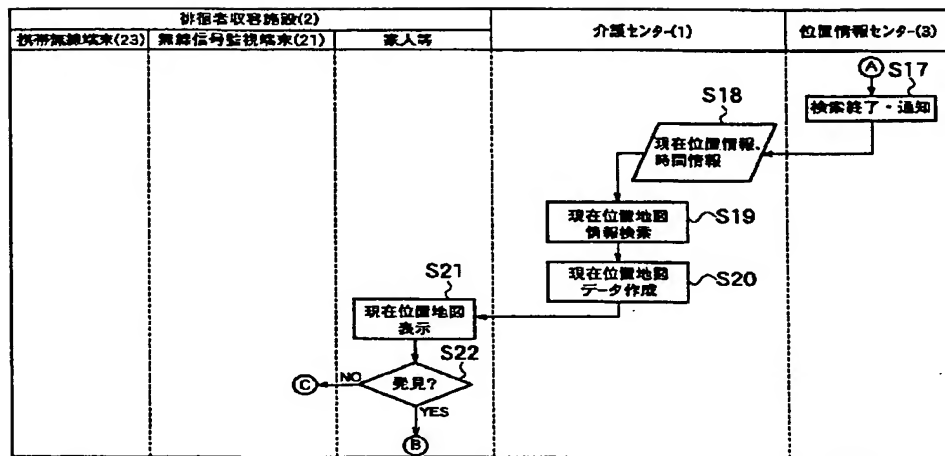 徘徊者収容施設(2)
介護センター(1)
位置情報センター(3)
携帯無線端末(23)
無線信号監視端末(21)
家人等
A
S17
検索終了・通知
S18
現在位置情報、
時間情報
現在位置地図
情報検索
S19
現在位置地図
データ作成
S20
S21
現在位置地図
表示
S22
発見?
NO
C
YES
B